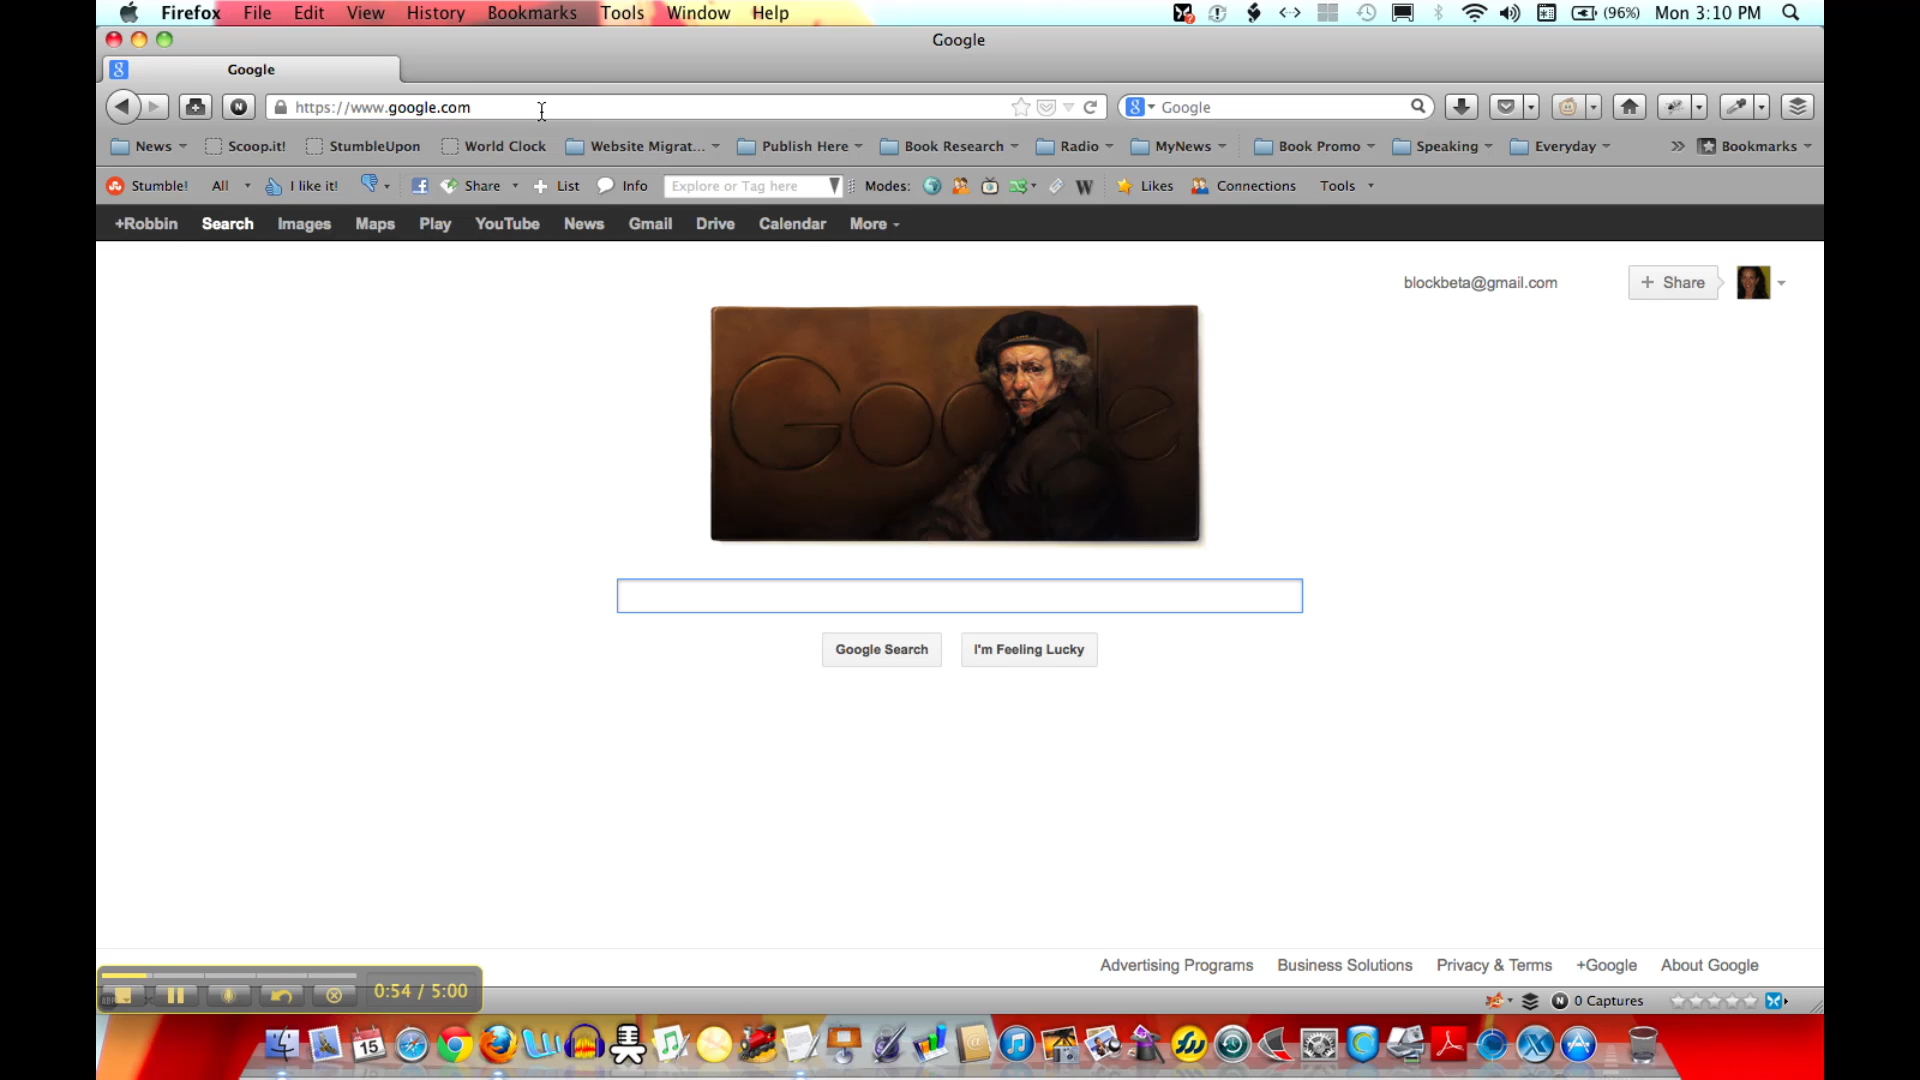 Firefox File Edit View History Bookmarks Tools Window Help (96%) Mon 3:10 PM
Google
8 Google
N https://www.google.com 8 Google
News Scoop.it! StumbleUpon World Clock Website Migrat... Publish Here Book Research Radio MyNews Book Promo Speaking Everyday » Bookmarks
Stumble! All I like it! Share List Info Explore or Tag here Modes: W Likes Connections Tools
+Robbin Search Images Maps Play YouTube News Gmail Drive Calendar More
blockbeta@gmail.com + Share
Google
Google Search I'm Feeling Lucky
Advertising Programs Business Solutions Privacy & Terms +Google About Google
0:54 / 5:00
N 0 Captures
15